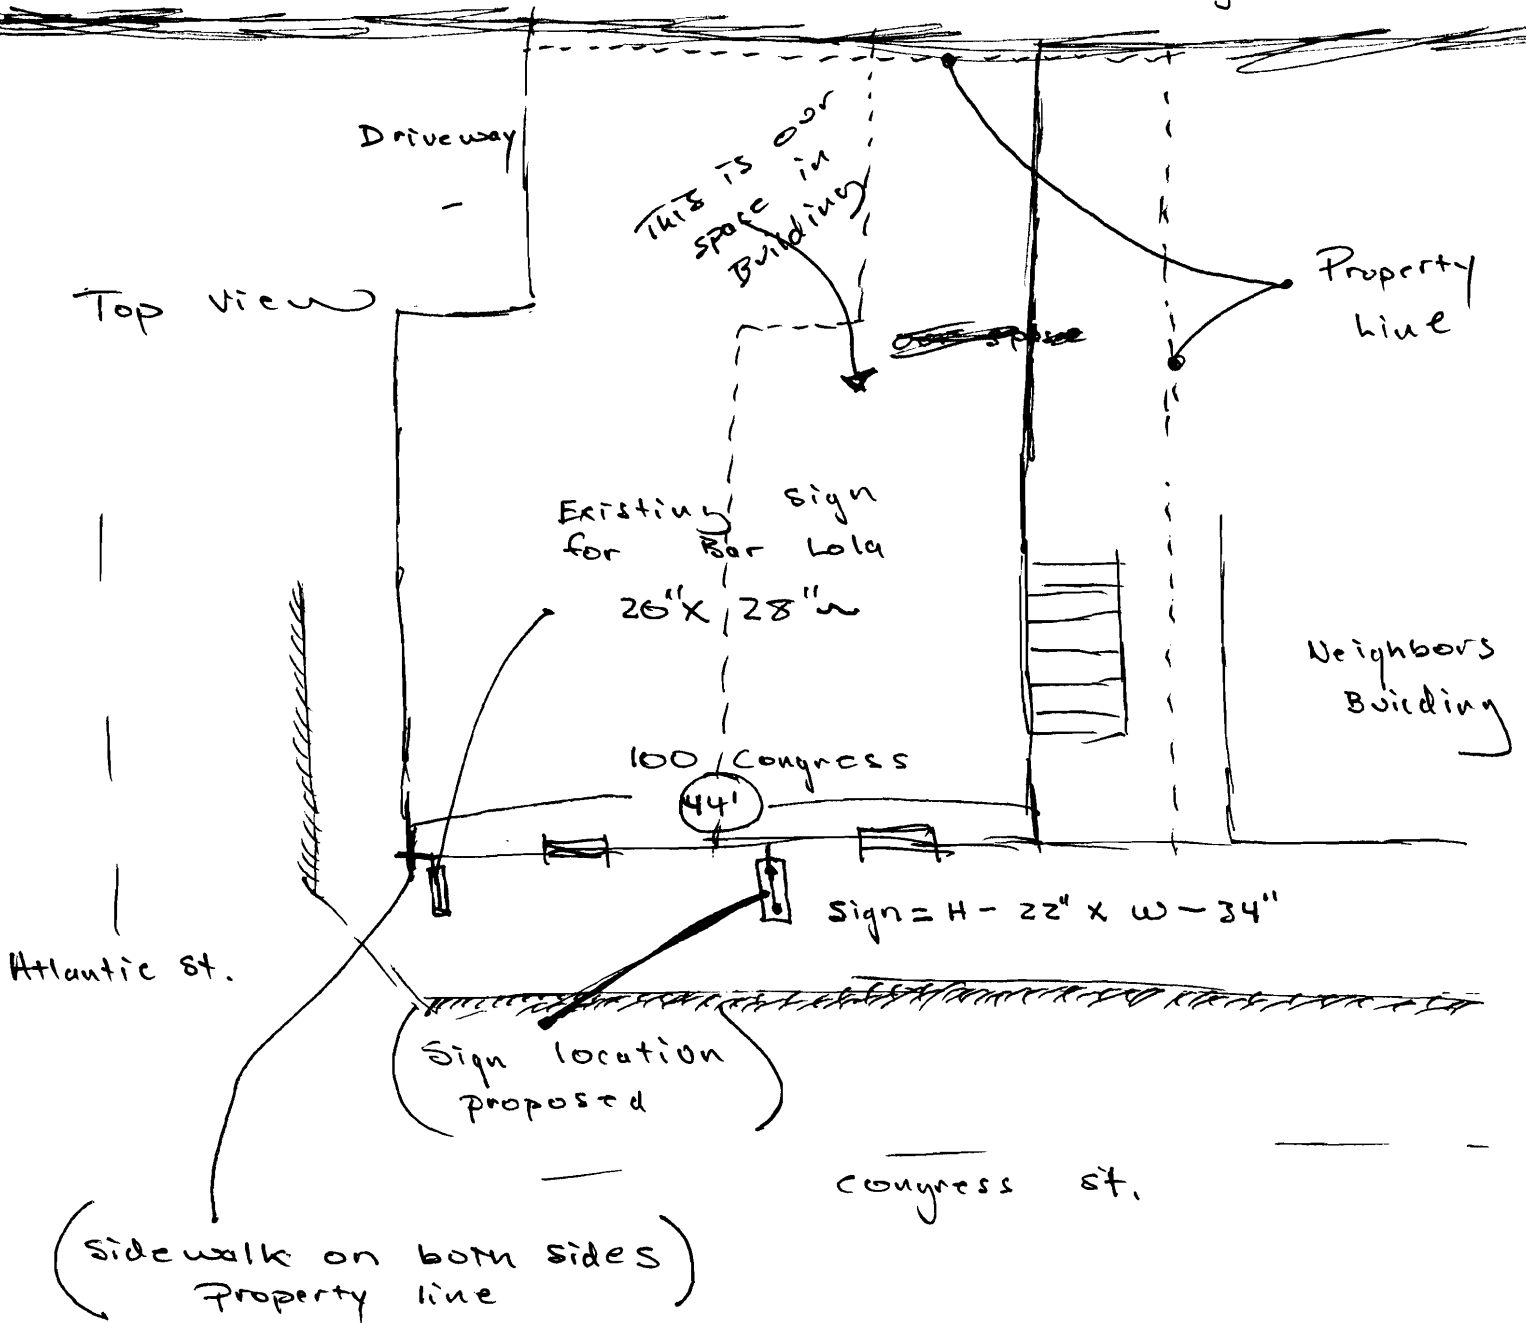 Driveway
This is our
space in
Building
Top view
Property
Line
Existing sign
for Bar Lola
20" x 28"
Neighbors
Building
100 Congress
44'
Sign = H - 22" x W - 34"
Atlantic St.
Sign location
proposed
Congress St.
Sidewalk on both sides
Property line